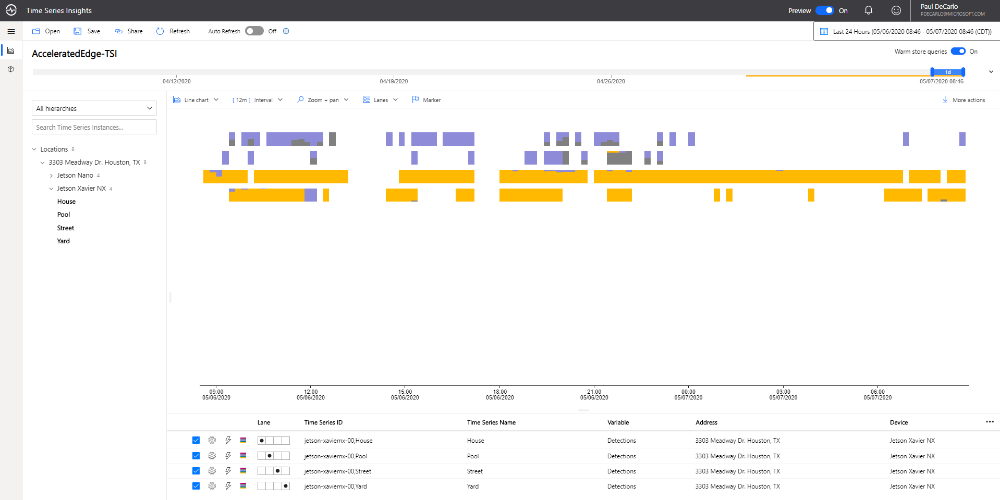 Time Series Insights
Preview On
Paul DeCarlo
PDECARLO@MICROSOFT.COM
Open Save Share Refresh Auto Refresh Off
Last 24 Hours (05/06/2020 08:46 - 05/07/2020 08:46 (CDT))
AcceleratedEdge-TSI
Warm store queries On
1d
04/12/2020 04/19/2020 04/26/2020 05/07/2020 08:46
All hierarchies
Search Time Series Instances...
Locations 8
3303 Meadway Dr. Houston, TX 8
Jetson Nano 4
Jetson Xavier NX 4
House
Pool
Street
Yard
Line chart [ 12m ] Interval Zoom + pan Lanes Marker More actions
09:00 12:00 15:00 18:00 21:00 00:00 03:00 06:00
05/06/2020 05/06/2020 05/06/2020 05/06/2020 05/06/2020 05/07/2020 05/07/2020 05/07/2020
Lane Time Series ID Time Series Name Variable Address Device
jetson-xaviernx-00,House House Detections 3303 Meadway Dr. Houston, TX Jetson Xavier NX
jetson-xaviernx-00,Pool Pool Detections 3303 Meadway Dr. Houston, TX Jetson Xavier NX
jetson-xaviernx-00,Street Street Detections 3303 Meadway Dr. Houston, TX Jetson Xavier NX
jetson-xaviernx-00,Yard Yard Detections 3303 Meadway Dr. Houston, TX Jetson Xavier NX